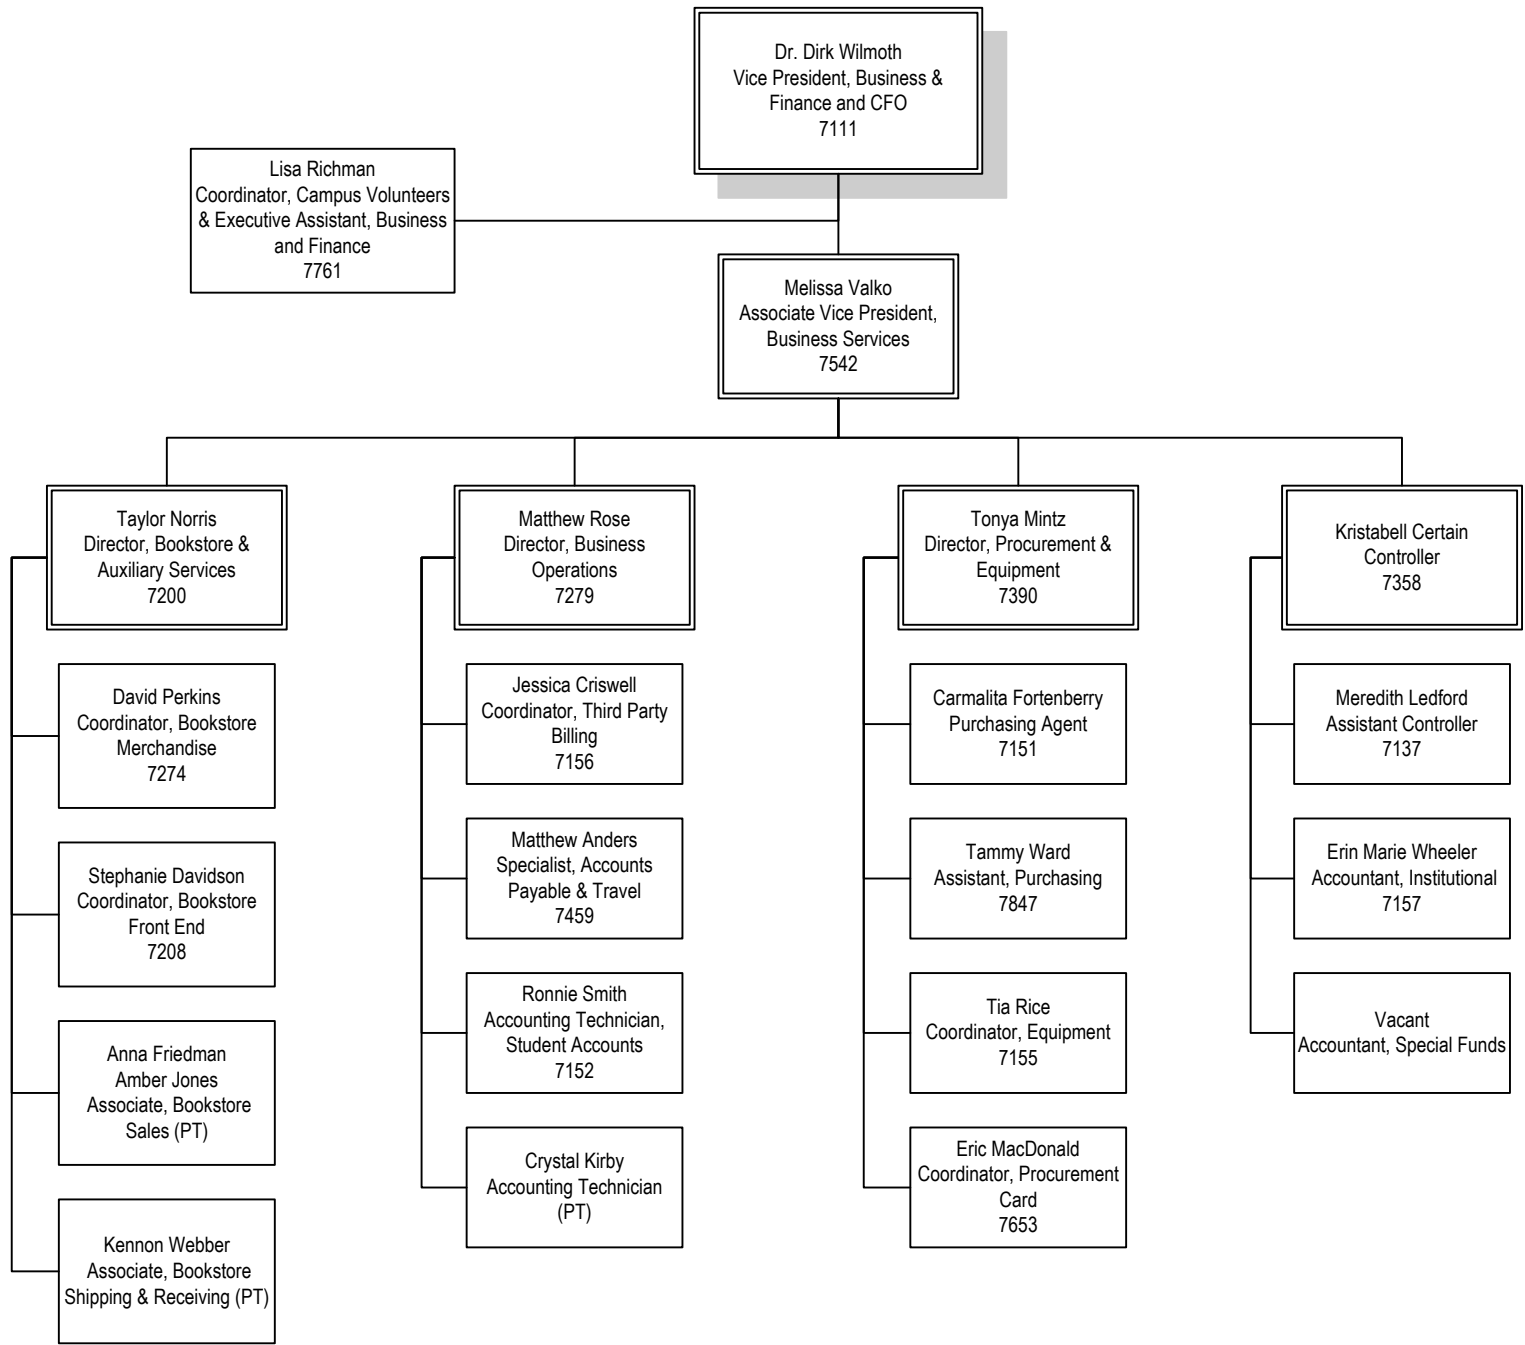 Dr. Dirk Wilmoth
Vice President, Business &
Finance and CFO
7111
Lisa Richman
Coordinator, Campus Volunteers
& Executive Assistant, Business
and Finance
7761
Melissa Valko
Associate Vice President,
Business Services
7542
Taylor Norris
Director, Bookstore &
Auxiliary Services
7200
David Perkins
Coordinator, Bookstore
Merchandise
7274
Stephanie Davidson
Coordinator, Bookstore
Front End
7208
Anna Friedman
Amber Jones
Associate, Bookstore
Sales (PT)
Kennon Webber
Associate, Bookstore
Shipping & Receiving (PT)
Matthew Rose
Director, Business
Operations
7279
Jessica Criswell
Coordinator, Third Party
Billing
7156
Matthew Anders
Specialist, Accounts
Payable & Travel
7459
Ronnie Smith
Accounting Technician,
Student Accounts
7152
Crystal Kirby
Accounting Technician
(PT)
Tonya Mintz
Director, Procurement &
Equipment
7390
Carmalita Fortenberry
Purchasing Agent
7151
Tammy Ward
Assistant, Purchasing
7847
Tia Rice
Coordinator, Equipment
7155
Eric MacDonald
Coordinator, Procurement
Card
7653
Kristabell Certain
Controller
7358
Meredith Ledford
Assistant Controller
7137
Erin Marie Wheeler
Accountant, Institutional
7157
Vacant
Accountant, Special Funds